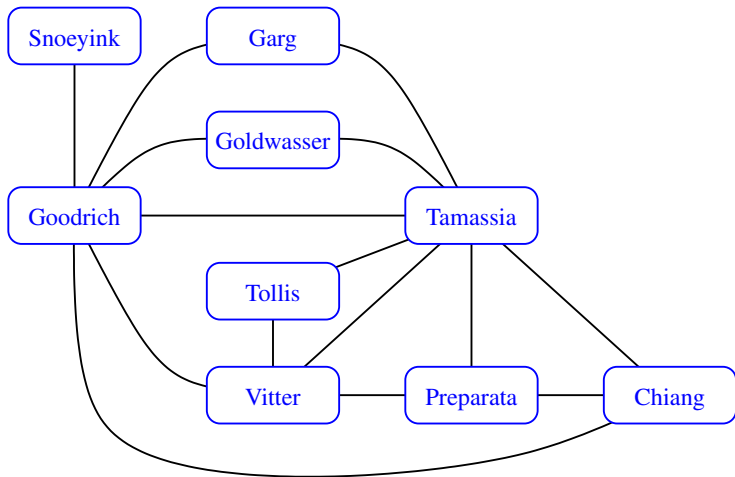 Snoeyink
Garg
Goldwasser
Goodrich
Tamassia
Tollis
Vitter
Preparata
Chiang